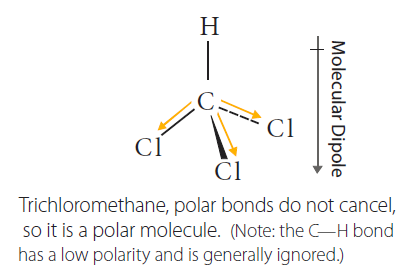 H
C
Cl
Cl
Cl
Molecular Dipole
Trichloromethane, polar bonds do not cancel,
so it is a polar molecule. (Note: the C—H bond
has a low polarity and is generally ignored.)